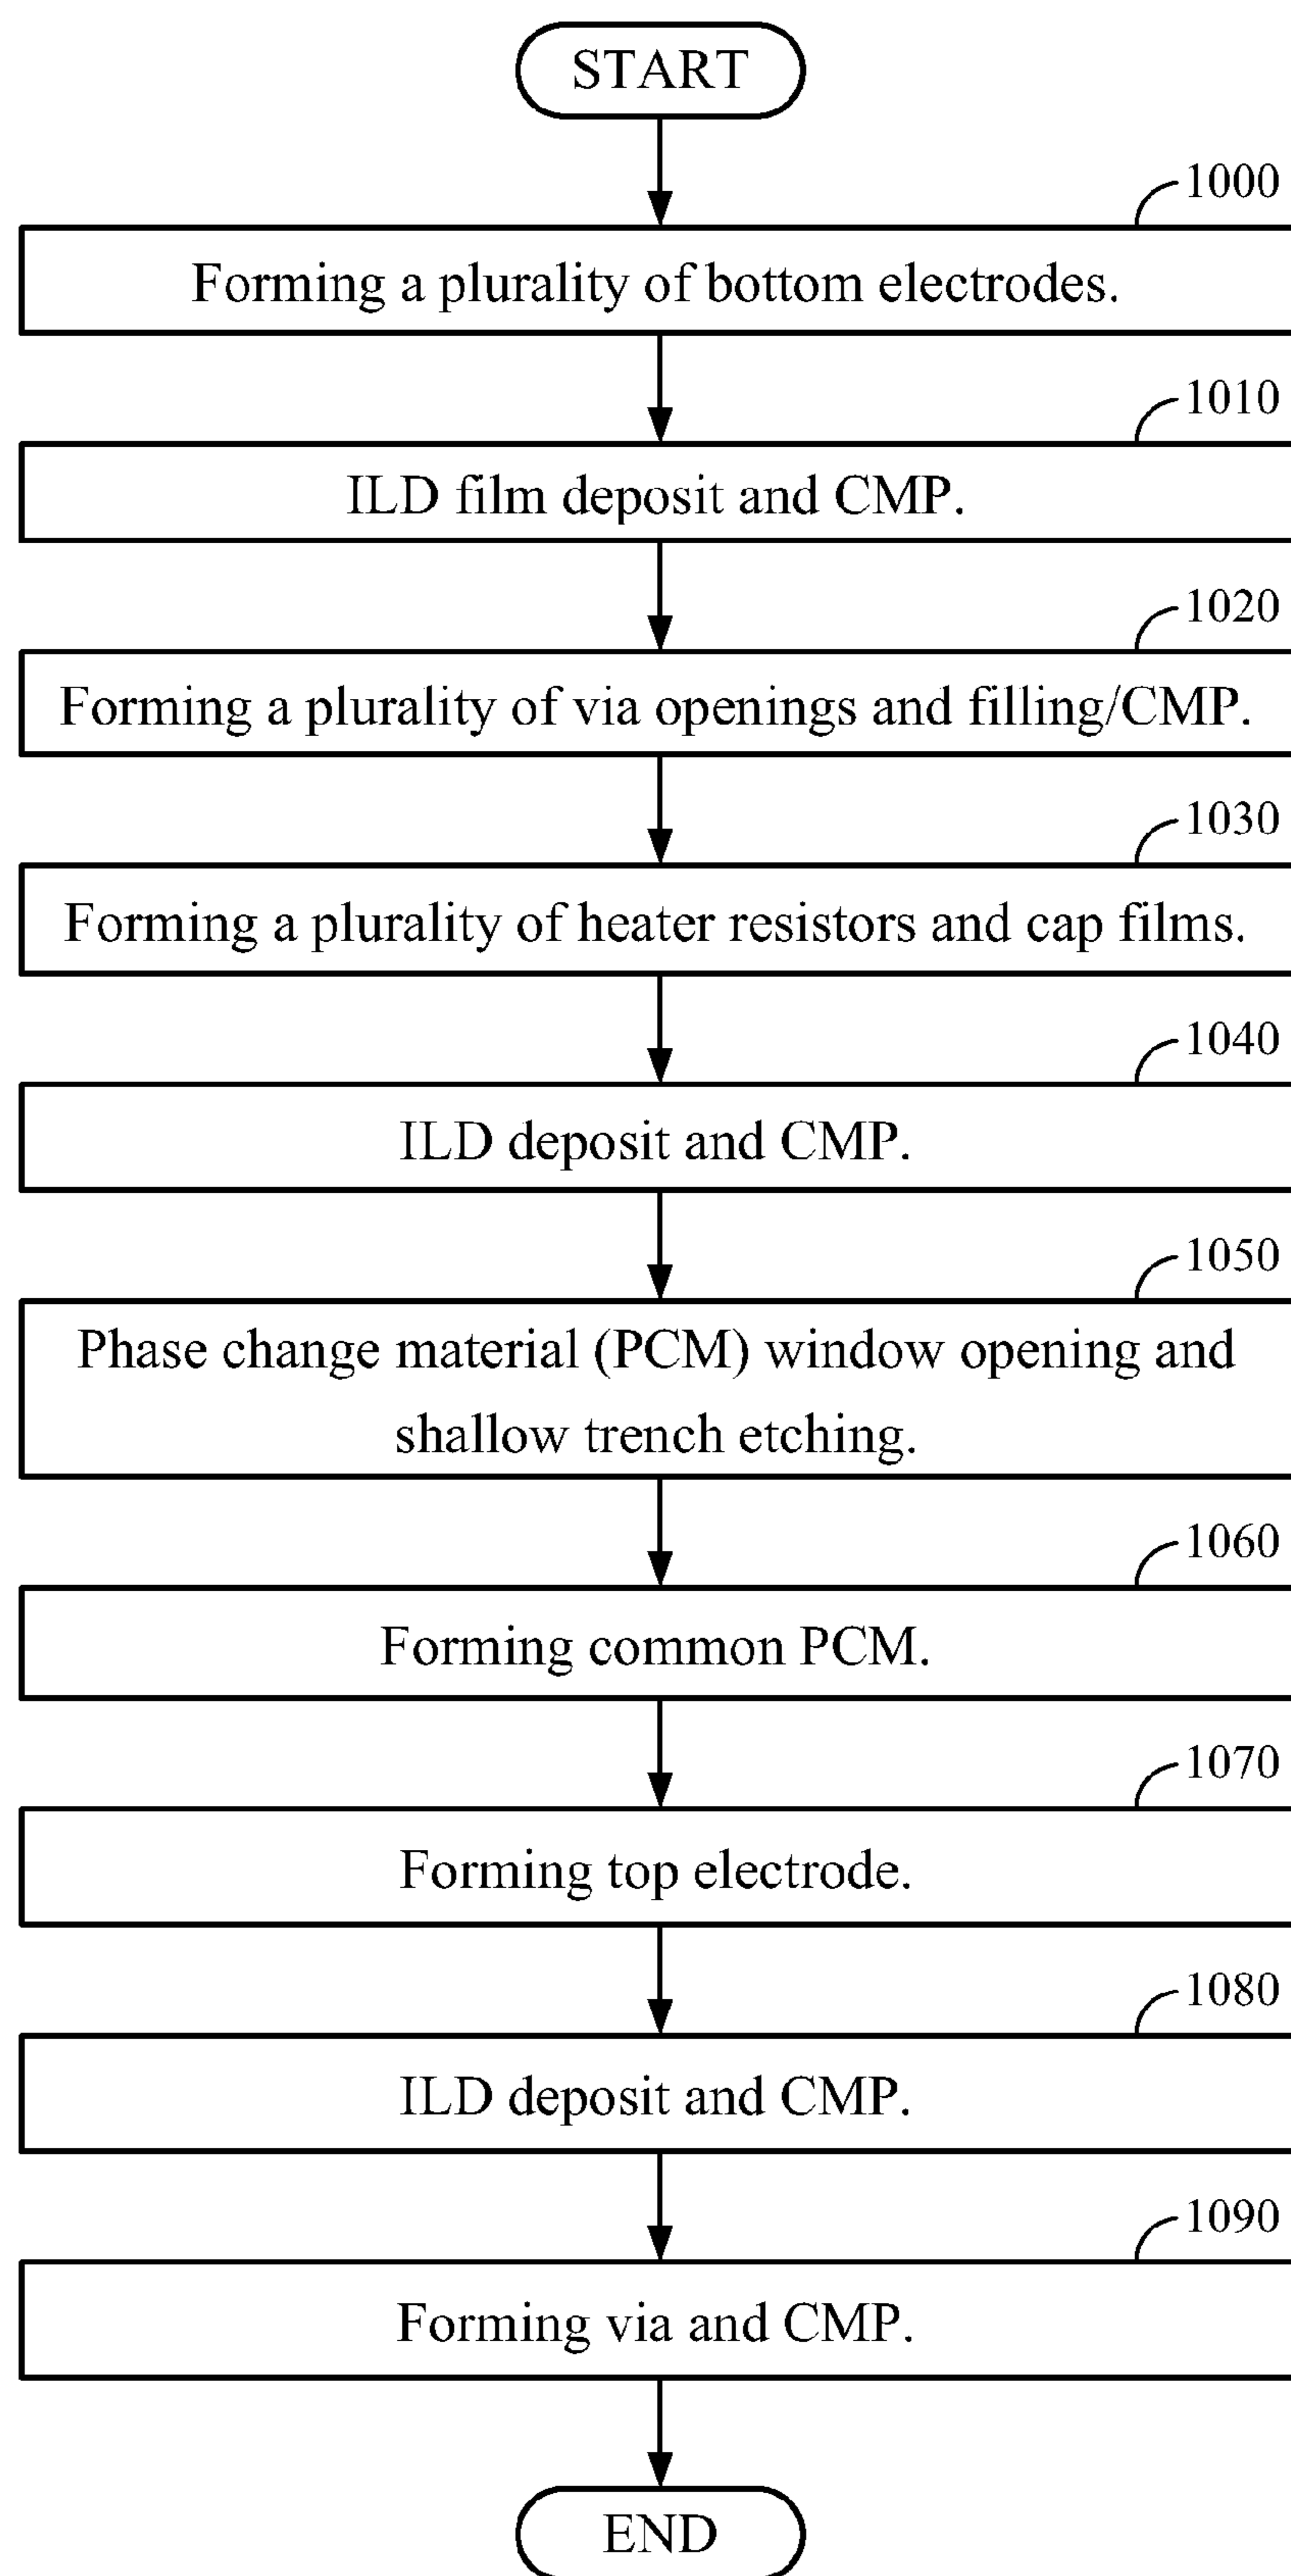 START
1000
Forming a plurality of bottom electrodes.
1010
ILD film deposit and CMP.
1020
Forming a plurality of via openings and filling/CMP.
1030
Forming a plurality of heater resistors and cap films.
1040
ILD deposit and CMP.
1050
Phase change material (PCM) window opening and
shallow trench etching.
1060
Forming common PCM.
1070
Forming top electrode.
1080
ILD deposit and CMP.
1090
Forming via and CMP.
END